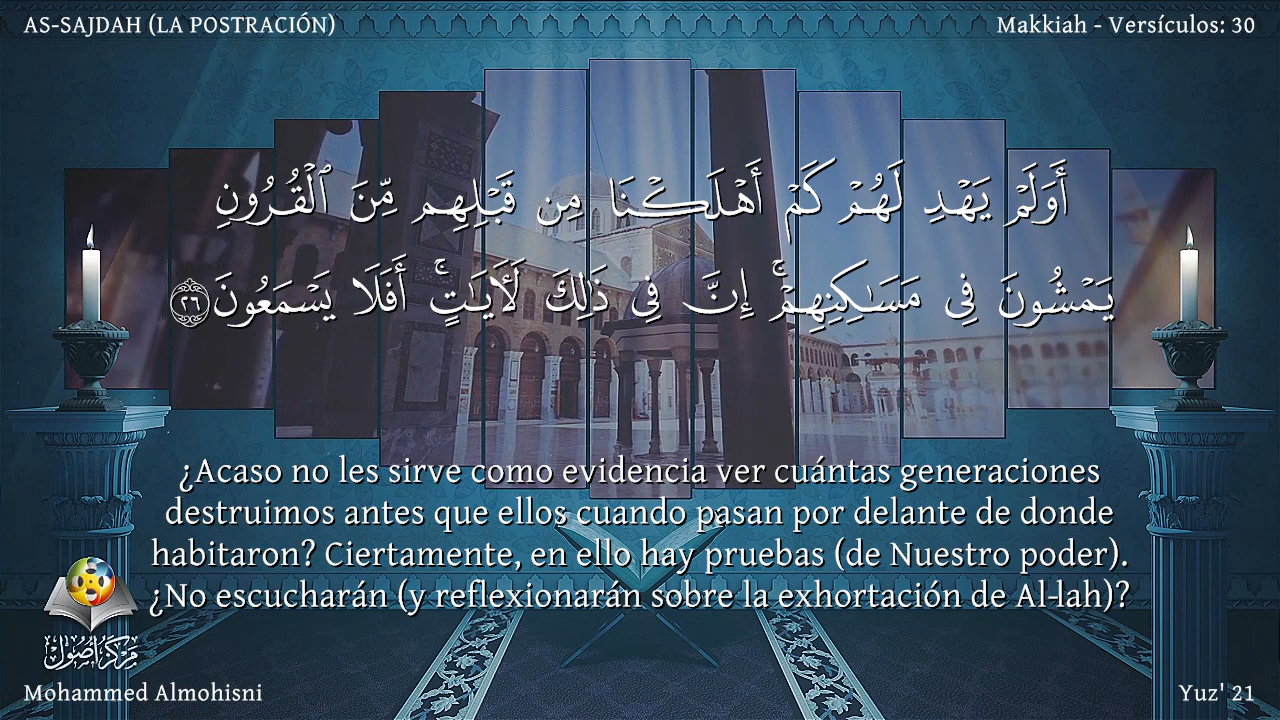 AS-SAJDAH (LA POSTRACIÓN)
Makkiah - Versículos: 30
أَوَلَمْ يَهْدِ لَهُمْ كَمْ أَهْلَكْنَا مِن قَبْلِهِم مِّنَ ٱلْقُرُونِ
يَمْشُونَ فِى مَسَـٰكِنِهِمْ ۚ إِنَّ فِى ذَٰلِكَ لَـَٔايَـٰتٍ ۚ أَفَلَا يَسْمَعُونَ ٢٦
¿Acaso no les sirve como evidencia ver cuántas generaciones
destruimos antes que ellos cuando pasan por delante de donde
habitaron? Ciertamente, en ello hay pruebas (de Nuestro poder).
¿No escucharán (y reflexionarán sobre la exhortación de Al-lah)?
مركز أصول
Mohammed Almohisni
Yuz' 21